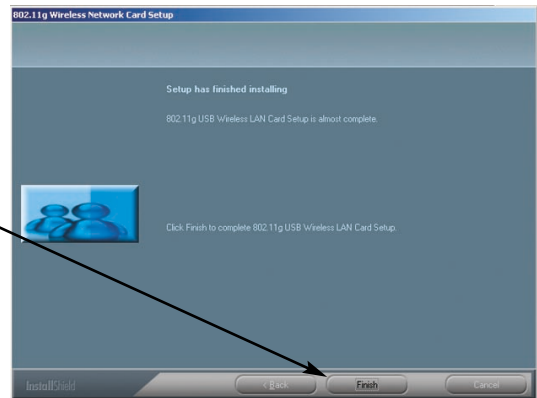 802.11g Wireless Network Card Setup
Setup has finished installing
802.11g USB Wireless LAN Card Setup is almost complete.
Click Finish to complete 802.11g USB Wireless LAN Card Setup.
InstallShield
< Back
Finish
Cancel